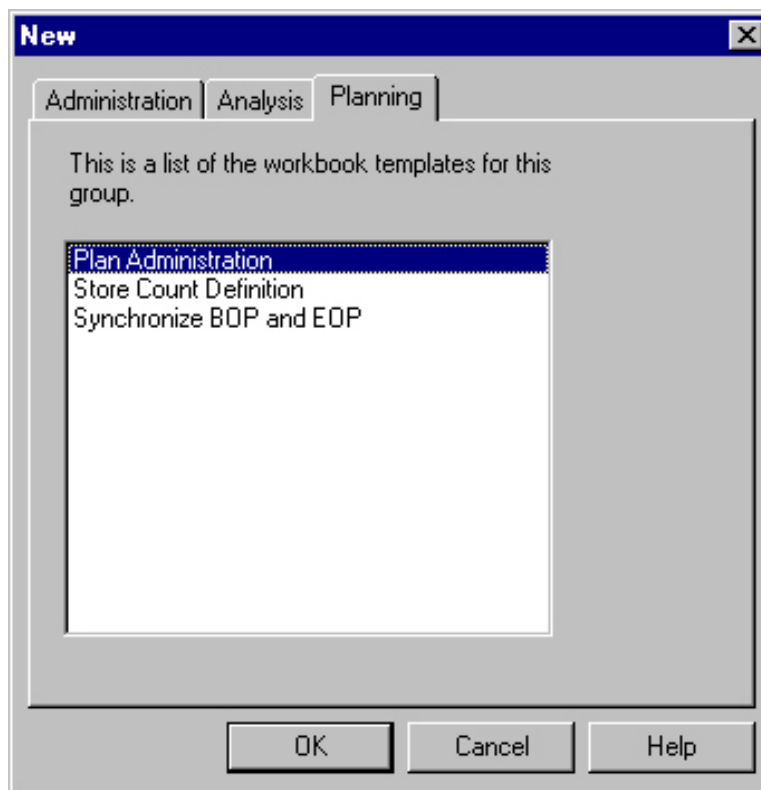 New
Administration
Analysis
Planning
This is a list of the workbook templates for this
group.
Plan Administration
Store Count Definition
Synchronize BOP and EOP
OK
Cancel
Help